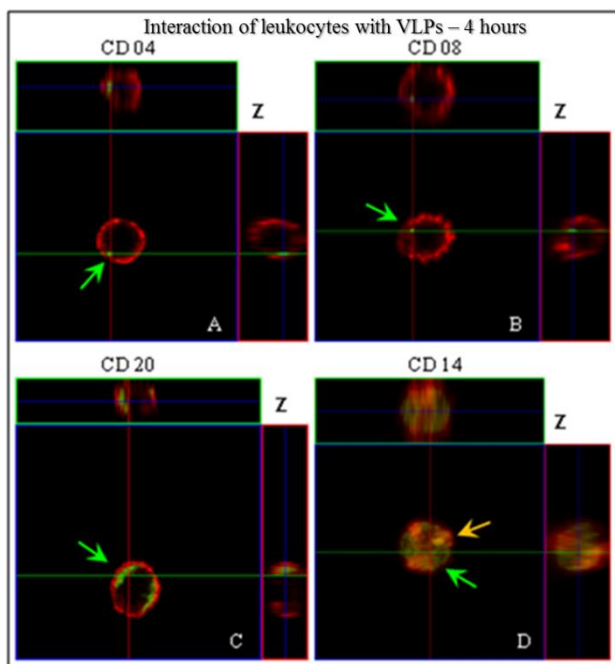 Interaction of leukocytes with VLPs – 4 hours
CD 04
CD 08
Z
Z
A
B
CD 20
CD 14
Z
Z
C
D